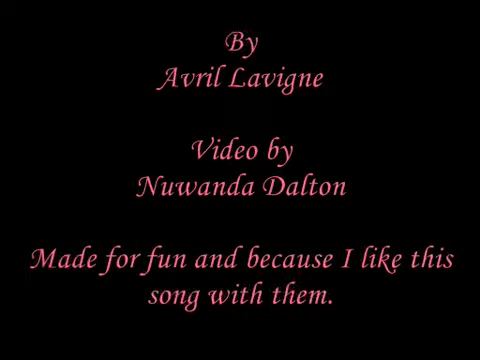 By
Avril Lavigne
Video by
Nuwanda Dalton
Made for fun and because I like this
song with them.